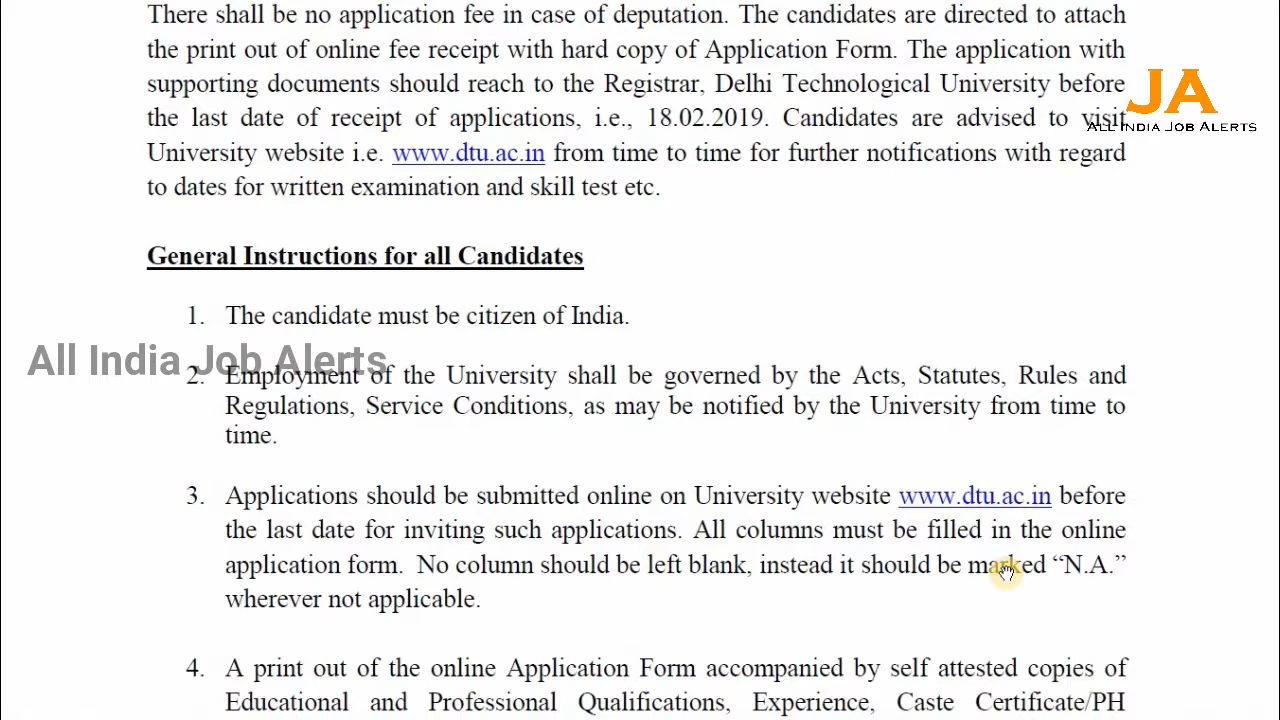 There shall be no application fee in case of deputation. The candidates are directed to attach
the print out of online fee receipt with hard copy of Application Form. The application with
supporting documents should reach to the Registrar, Delhi Technological University before
the last date of receipt of applications, i.e., 18.02.2019. Candidates are advised to visit
University website i.e. www.dtu.ac.in from time to time for further notifications with regard
to dates for written examination and skill test etc.
JA
ALL INDIA JOB ALERTS
General Instructions for all Candidates
1. The candidate must be citizen of India.
All India Job Alerts
2. Employment of the University shall be governed by the Acts, Statutes, Rules and
Regulations, Service Conditions, as may be notified by the University from time to
time.
3. Applications should be submitted online on University website www.dtu.ac.in before
the last date for inviting such applications. All columns must be filled in the online
application form. No column should be left blank, instead it should be marked “N.A.”
wherever not applicable.
4. A print out of the online Application Form accompanied by self attested copies of
Educational and Professional Qualifications, Experience, Caste Certificate/PH